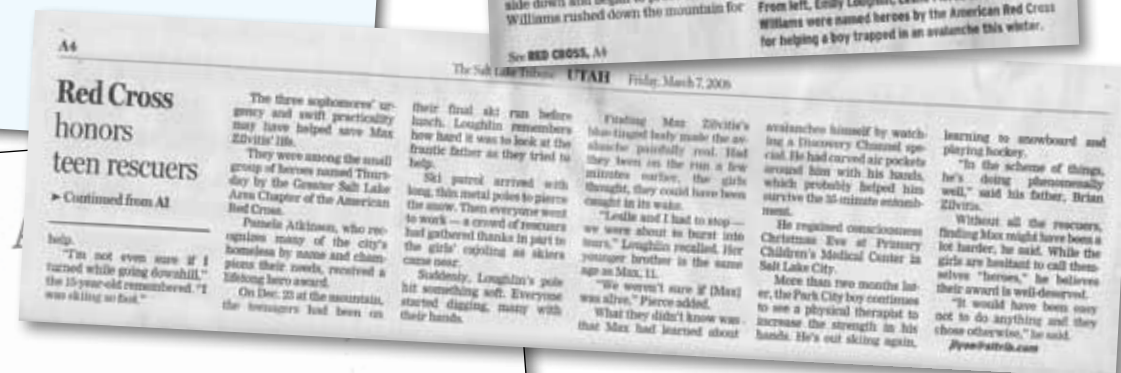 side down and began to
Williams rushed down the mountain for
See RED CROSS, A4
From left, Emily Loughlin,
Williams were named heroes by the American Red Cross
for helping a boy trapped in an avalanche this winter.
A4
The Salt Lake Tribune UTAH Friday, March 7, 2008
Red Cross
honors
teen rescuers
► Continued from A1
help.
"I'm not even sure if I
turned while going downhill,"
the 15-year-old remembered. "I
was skiing so fast."
The three sophomores' ur-
gency and swift practicality
may have helped save Max
Zilvitis' life.
They were among the small
group of heroes named Thurs-
day by the Greater Salt Lake
Area Chapter of the American
Red Cross.
Pamela Atkinson, who rec-
ognizes many of the city's
homeless by name and cham-
pions their needs, received a
lifelong hero award.
On Dec. 23 at the mountain,
the teenagers had been on
their final ski run before
lunch. Loughlin remembers
how hard it was to look at the
frantic father as they tried to
help.
Ski patrol arrived with
long, thin metal poles to pierce
the snow. Then everyone went
to work — a crowd of rescuers
had gathered thanks in part to
the girls' cajoling as skiers
came near.
Suddenly, Loughlin's pole
hit something soft. Everyone
started digging, many with
their hands.
Finding Max Zilvitis's
blue-tinged body made the av-
alanche painfully real. Had
they been on the run a few
minutes earlier, the girls
thought, they could have been
caught in its wake.
"Leslie and I had to stop —
we were about to burst into
tears," Loughlin recalled. Her
younger brother is the same
age as Max, 11.
"We weren't sure if [Max]
was alive," Pierce added.
What they didn't know was
that Max had learned about
avalanches himself by watch-
ing a Discovery Channel spe-
cial. He had carved air pockets
around him with his hands,
which probably helped him
survive the 35-minute entomb-
ment.
He regained consciousness
Christmas Eve at Primary
Children's Medical Center in
Salt Lake City.
More than two months lat-
er, the Park City boy continues
to see a physical therapist to
increase the strength in his
hands. He's out skiing again,
learning to snowboard and
playing hockey.
"In the scheme of things,
he's doing phenomenally
well," said his father, Brian
Zilvitis.
Without all the rescuers,
finding Max might have been a
lot harder, he said. While the
girls are hesitant to call them-
selves "heroes," he believes
their award is well-deserved.
"It would have been easy
not to do anything and they
chose otherwise," he said.
jlyon@sltrib.com